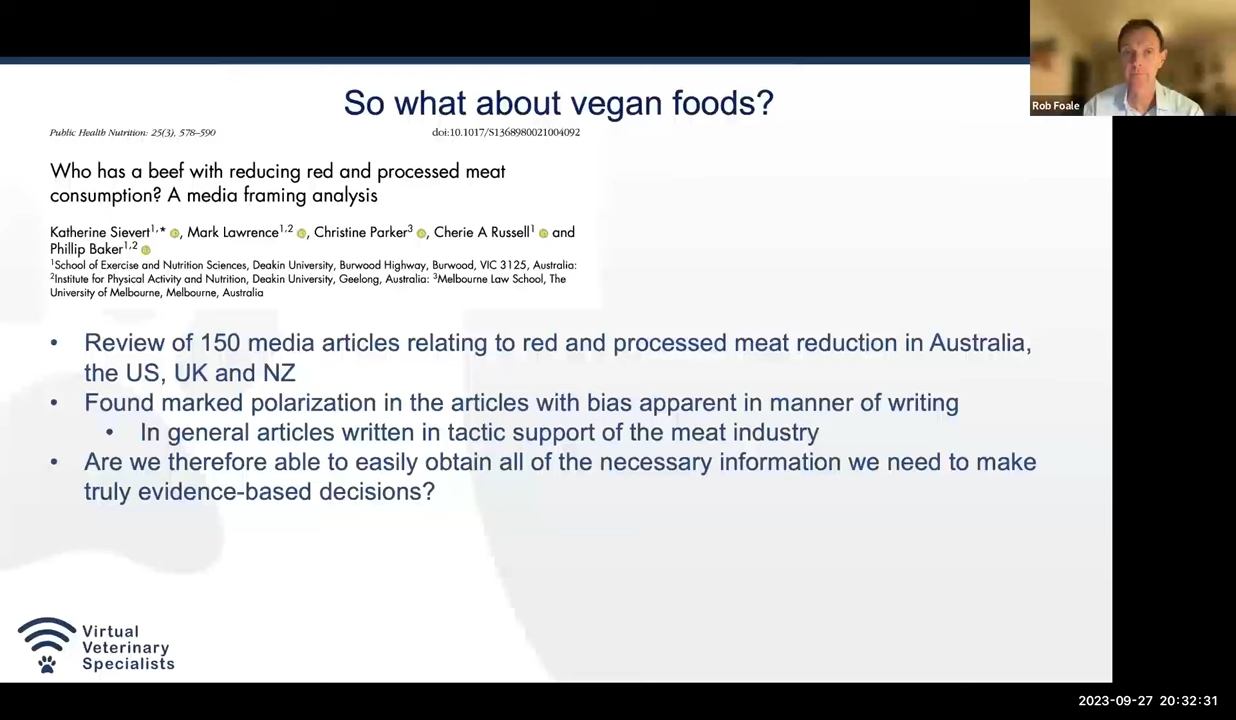 Rob Foale
So what about vegan foods?
Public Health Nutrition: 25(3), 578–590
doi:10.1017/S1368980021004092
Who has a beef with reducing red and processed meat
consumption? A media framing analysis
Katherine Sievert1,*, Mark Lawrence1,2, Christine Parker3, Cherie A Russell1 and
Phillip Baker1,2
1School of Exercise and Nutrition Sciences, Deakin University, Burwood Highway, Burwood, VIC 3125, Australia:
2Institute for Physical Activity and Nutrition, Deakin University, Geelong, Australia: 3Melbourne Law School, The
University of Melbourne, Melbourne, Australia
• Review of 150 media articles relating to red and processed meat reduction in Australia,
the US, UK and NZ
• Found marked polarization in the articles with bias apparent in manner of writing
• In general articles written in tactic support of the meat industry
• Are we therefore able to easily obtain all of the necessary information we need to make
truly evidence-based decisions?
Virtual
Veterinary
Specialists
2023-09-27 20:32:31